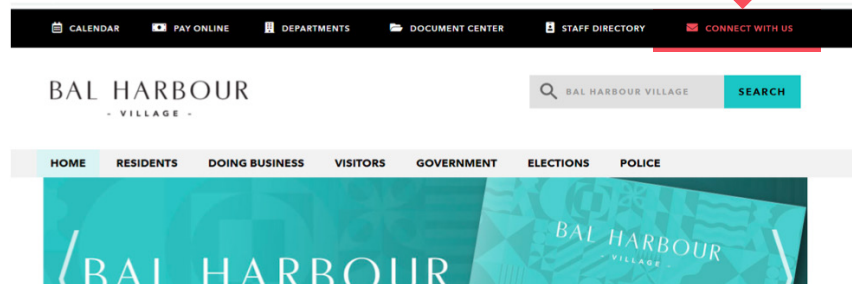 CALENDAR PAY ONLINE DEPARTMENTS DOCUMENT CENTER STAFF DIRECTORY CONNECT WITH US
BAL HARBOUR
- VILLAGE -
BAL HARBOUR VILLAGE SEARCH
HOME RESIDENTS DOING BUSINESS VISITORS GOVERNMENT ELECTIONS POLICE
BAL HARBOUR
BAL HARBOUR
- VILLAGE -